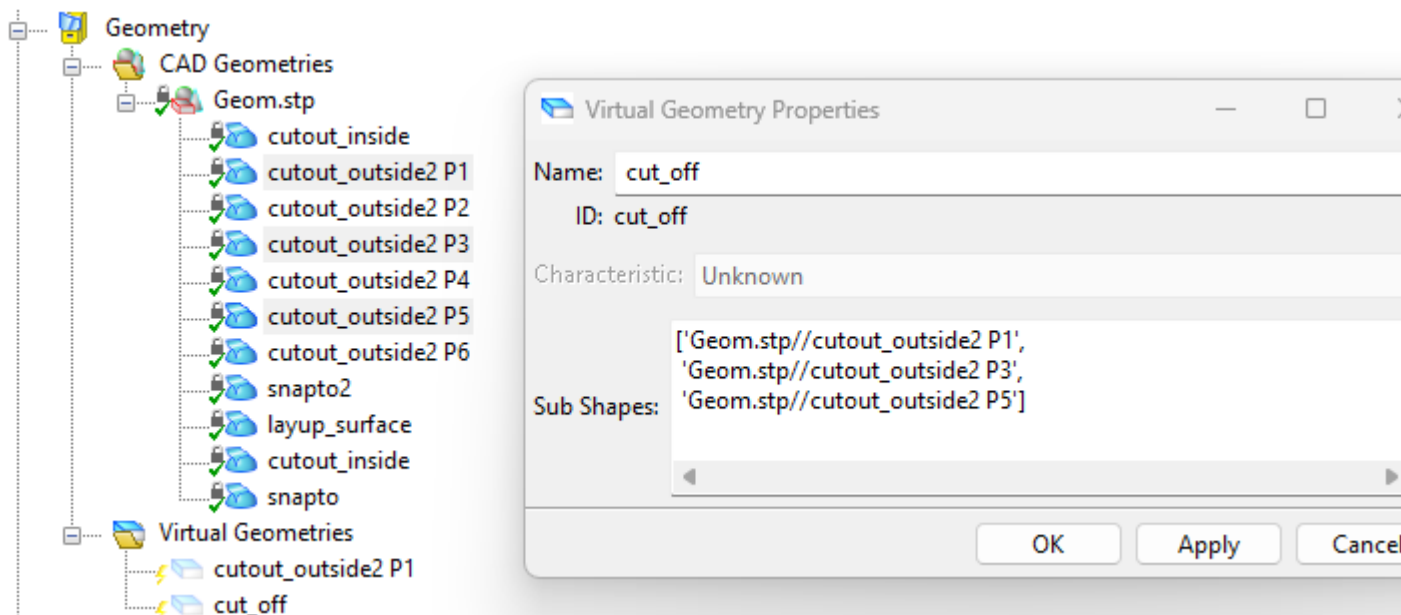 Geometry
CAD Geometries
Geom.stp
cutout_inside
cutout_outside2 P1
cutout_outside2 P2
cutout_outside2 P3
cutout_outside2 P4
cutout_outside2 P5
cutout_outside2 P6
snapto2
layup_surface
cutout_inside
snapto
Virtual Geometries
cutout_outside2 P1
cut_off
Virtual Geometry Properties
Name: cut_off
ID: cut_off
Characteristic: Unknown
Sub Shapes:
['Geom.stp//cutout_outside2 P1',
'Geom.stp//cutout_outside2 P3',
'Geom.stp//cutout_outside2 P5']
OK Apply Cancel